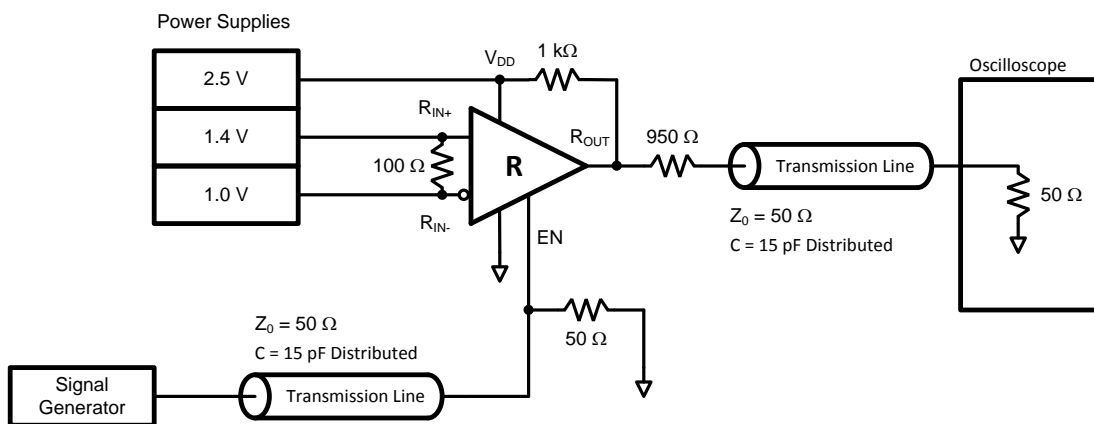 Power Supplies
2.5 V
1.4 V
1.0 V
V_DD
1 kΩ
R_IN+
100 Ω
R
R_IN-
EN
R_OUT
950 Ω
Transmission Line
Z_0 = 50 Ω
C = 15 pF Distributed
Oscilloscope
50 Ω
50 Ω
Z_0 = 50 Ω
C = 15 pF Distributed
Transmission Line
Signal
Generator